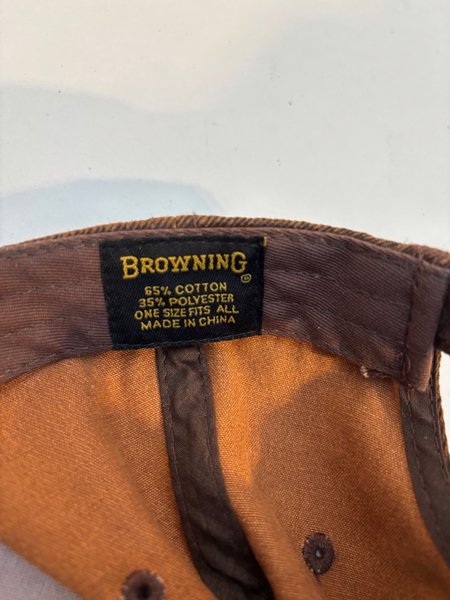 BROWNING
®
65% COTTON
35% POLYESTER
ONE SIZE FITS ALL
MADE IN CHINA